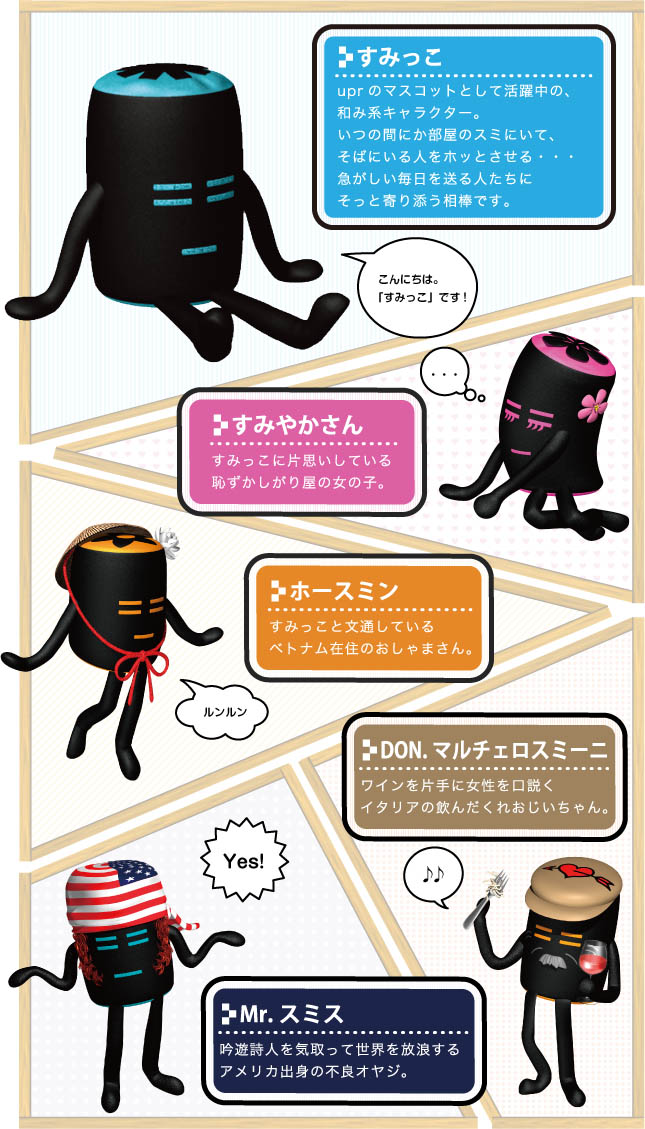 すみっこ
upr のマスコットとして活躍中の、
和み系キャラクター。
いつの間にか部屋のスミにいて、
そばにいる人をホッとさせる・・・
急がしい毎日を送る人たちに
そっと寄り添う相棒です。
こんにちは。
「すみっこ」です！
・・・
すみやかさん
すみっこに片思いしている
恥ずかしがり屋の女の子。
ホースミン
すみっこと文通している
ベトナム在住のおしゃまさん。
ルンルン
DON. マルチェロスミーニ
ワインを片手に女性を口説く
イタリアの飲んだくれおじいちゃん。
Yes!
♪♪
Mr. スミス
吟遊詩人を気取って世界を放浪する
アメリカ出身の不良オヤジ。